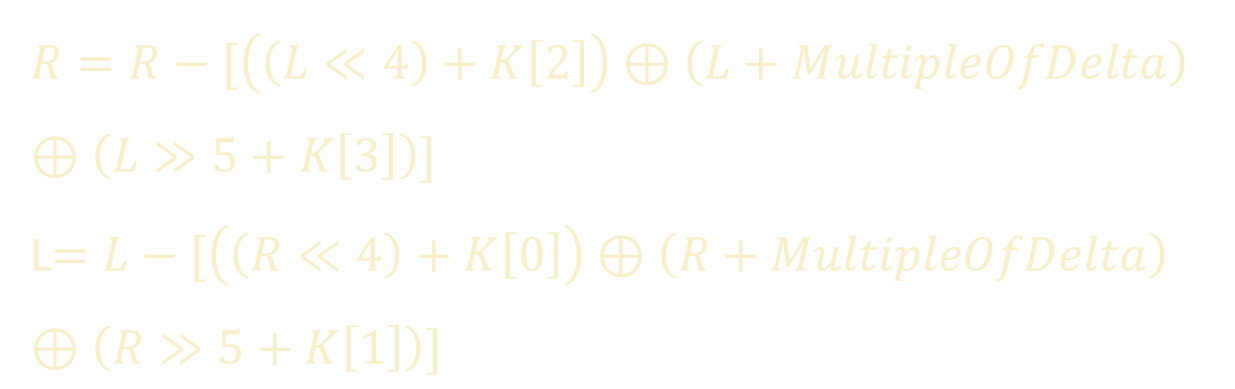 R = R − [((L ≪ 4) + K[2]) ⊕ (L + MultipleOfDelta)
⊕ (L ≫ 5 + K[3])]
L= L − [((R ≪ 4) + K[0]) ⊕ (R + MultipleOfDelta)
⊕ (R ≫ 5 + K[1])]